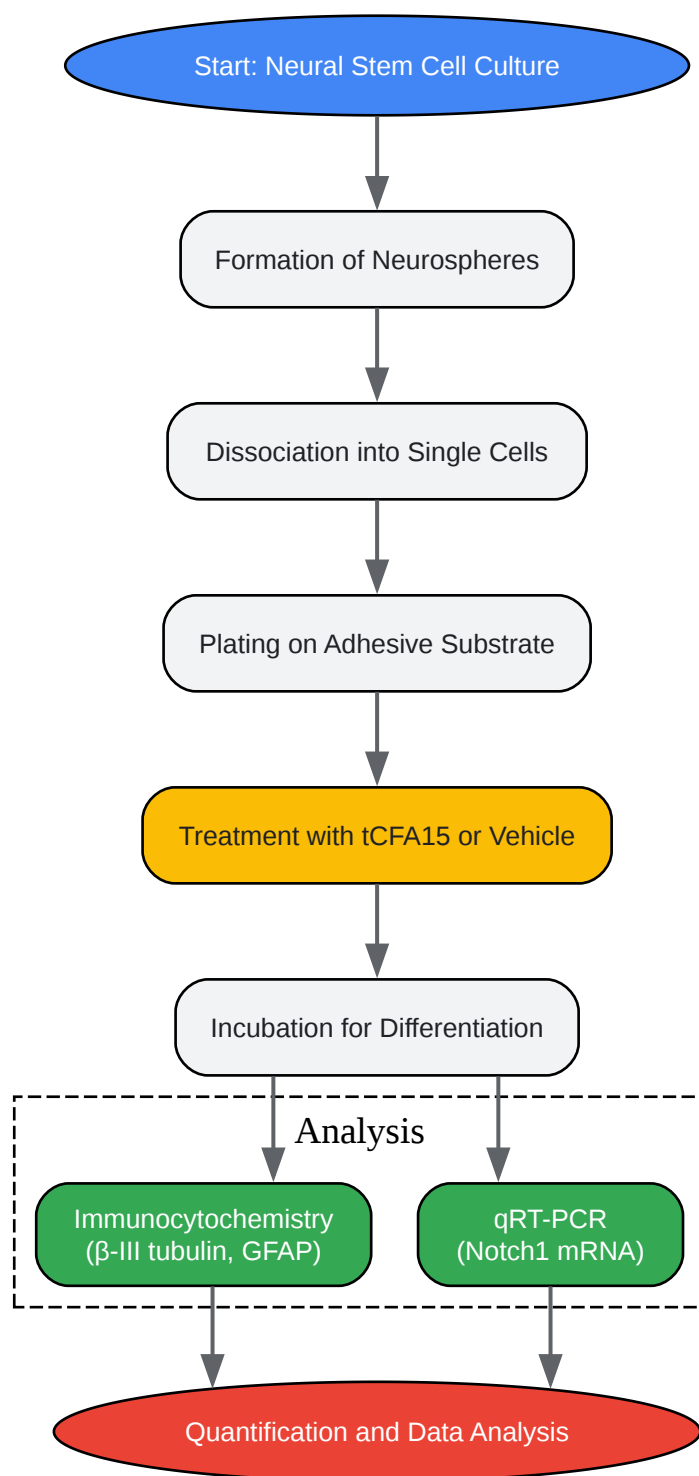 Start: Neural Stem Cell Culture
Formation of Neurospheres
Dissociation into Single Cells
Plating on Adhesive Substrate
Treatment with tCFA15 or Vehicle
Incubation for Differentiation
Analysis
Immunocytochemistry
(β-III tubulin, GFAP)
qRT-PCR
(Notch1 mRNA)
Quantification and Data Analysis